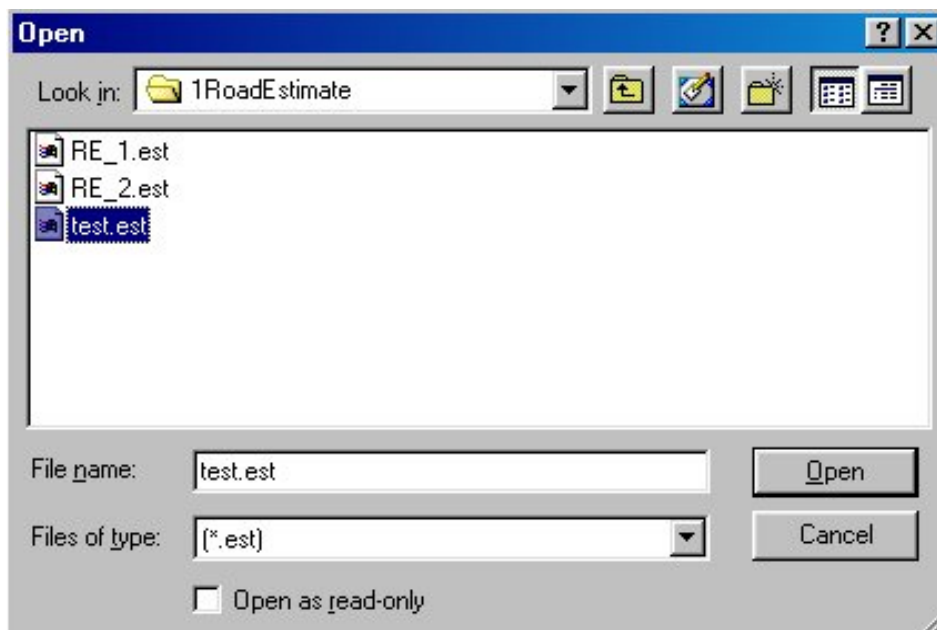 Open
Look in: 1RoadEstimate
RE_1.est
RE_2.est
test.est
File name: test.est Open
Files of type: (*.est) Cancel
Open as read-only